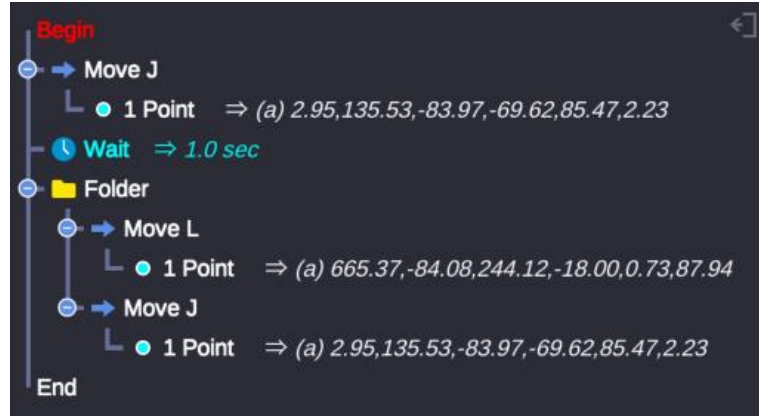 Begin
Move J
1 Point ⇒ (a) 2.95,135.53,-83.97,-69.62,85.47,2.23
Wait ⇒ 1.0 sec
Folder
Move L
1 Point ⇒ (a) 665.37,-84.08,244.12,-18.00,0.73,87.94
Move J
1 Point ⇒ (a) 2.95,135.53,-83.97,-69.62,85.47,2.23
End